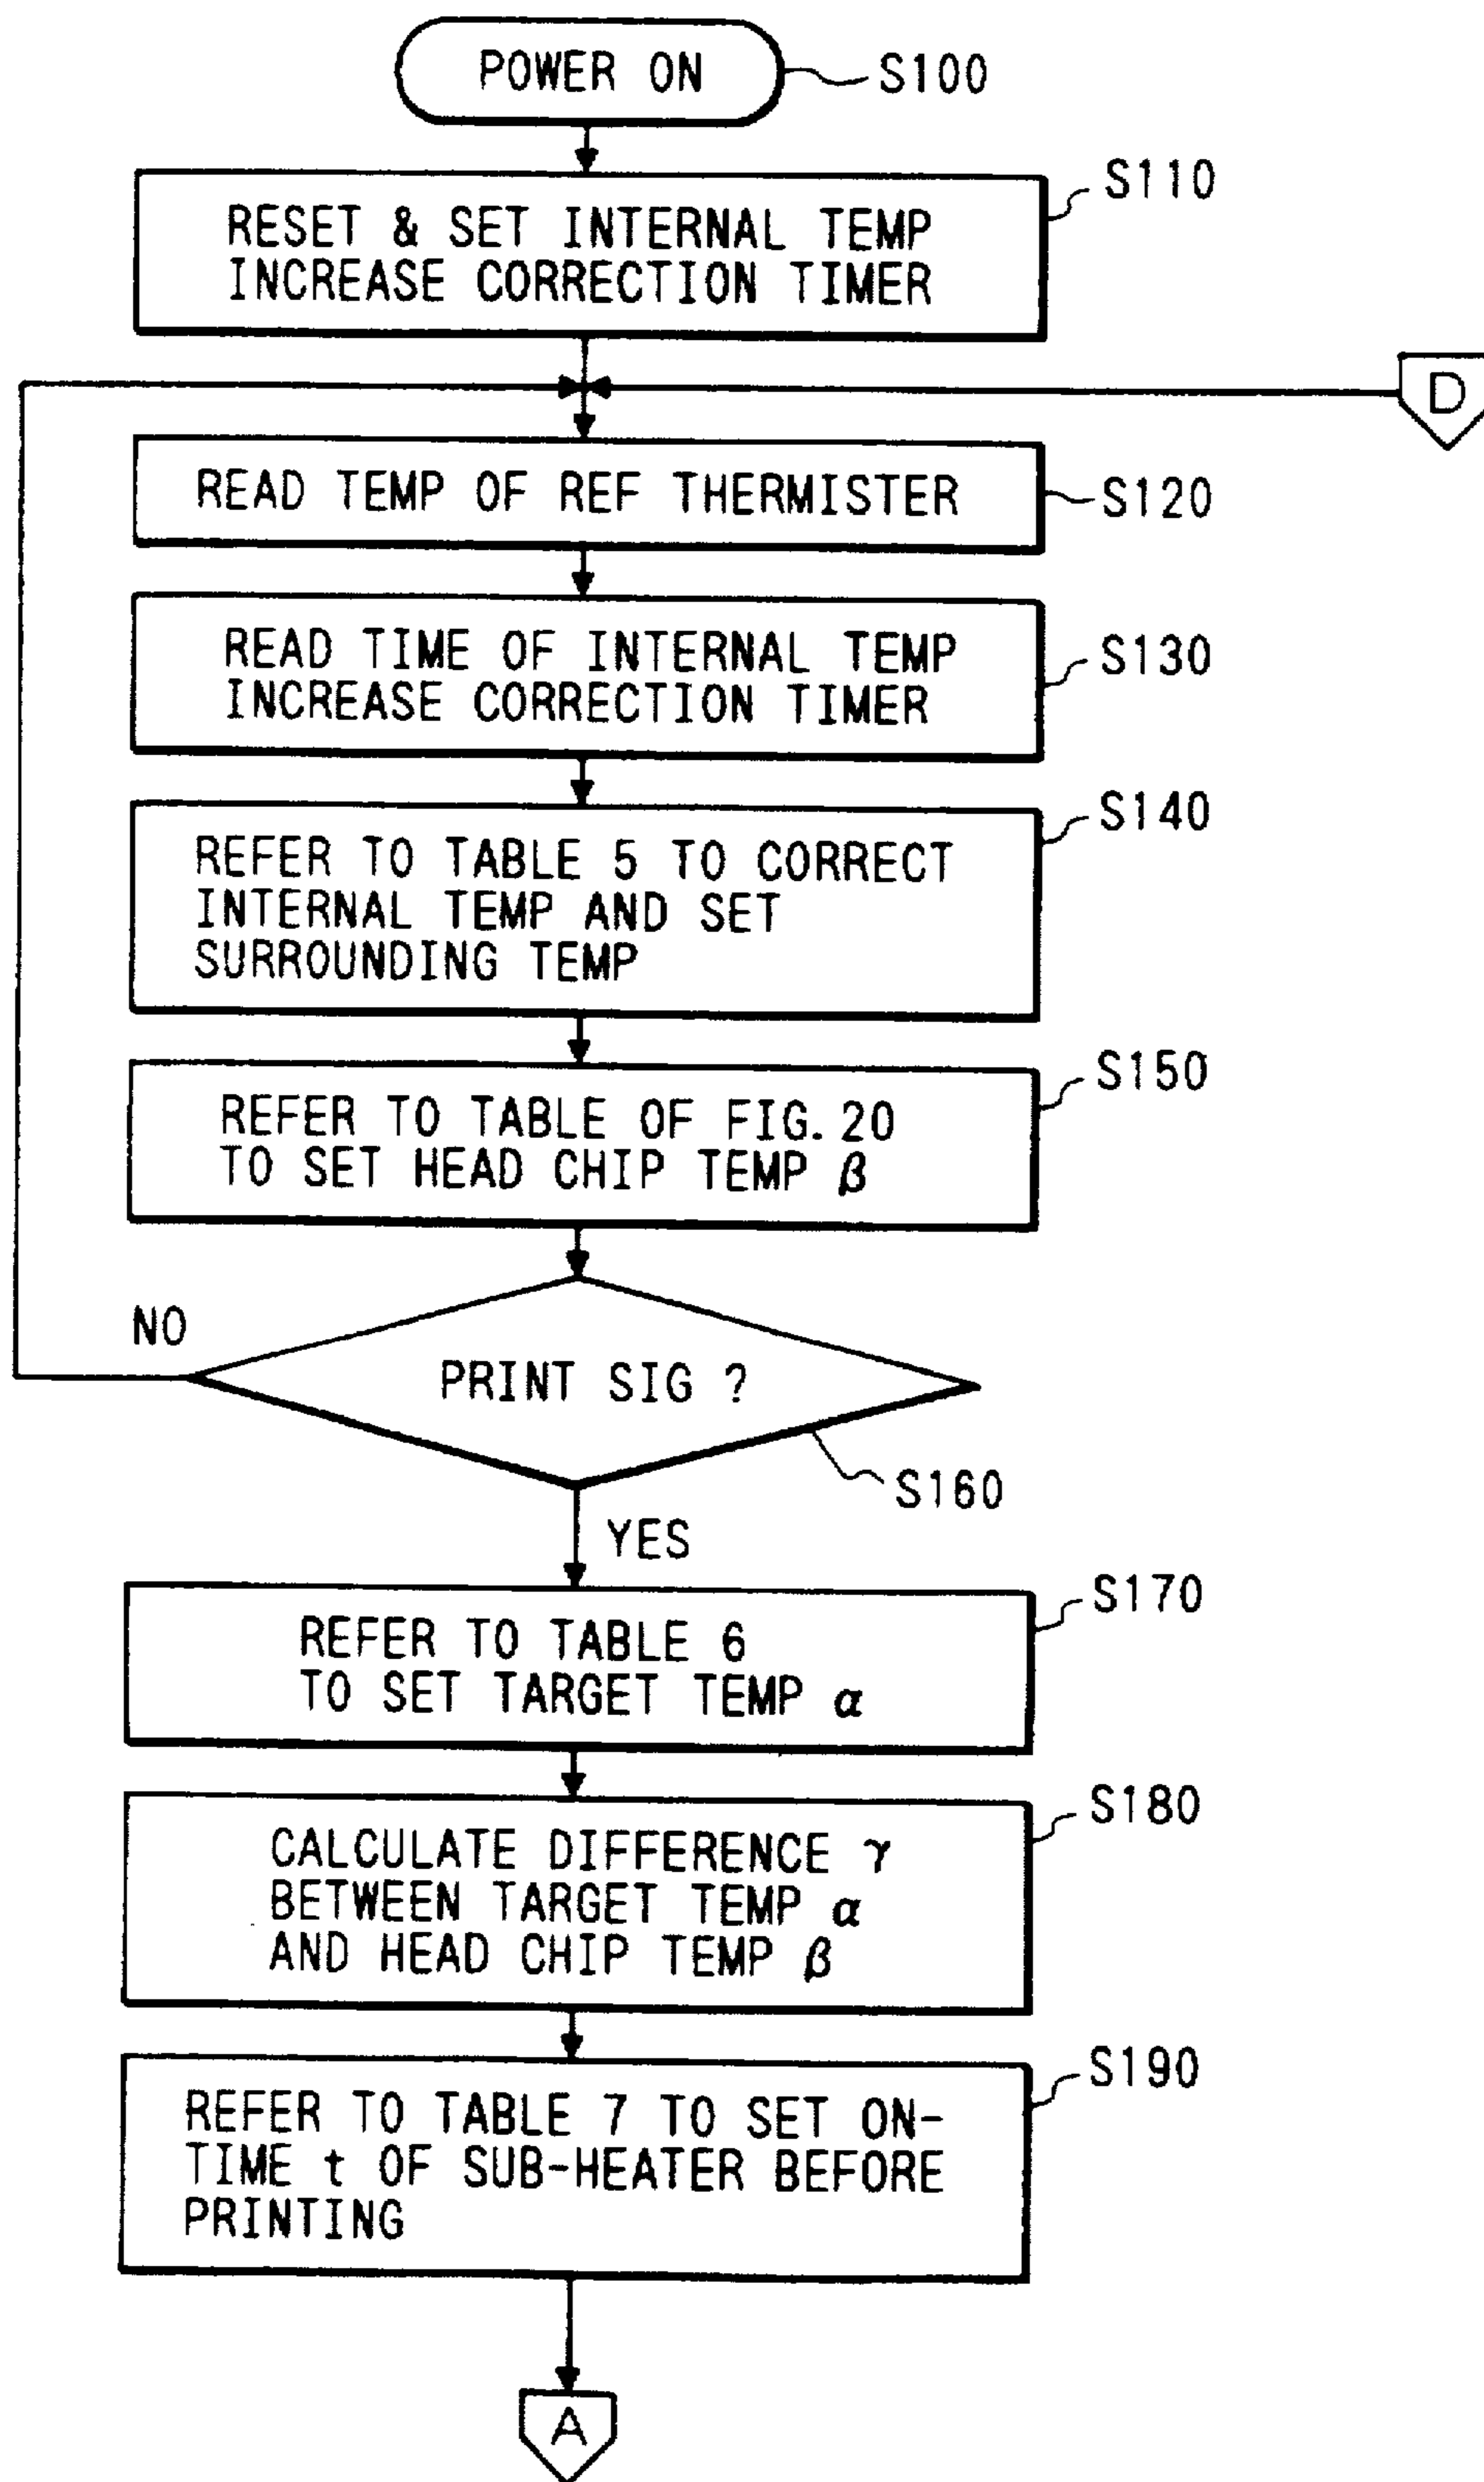 POWER ON
S100
S110
RESET & SET INTERNAL TEMP
INCREASE CORRECTION TIMER
D
READ TEMP OF REF THERMISTER
S120
READ TIME OF INTERNAL TEMP
INCREASE CORRECTION TIMER
S130
S140
REFER TO TABLE 5 TO CORRECT
INTERNAL TEMP AND SET
SURROUNDING TEMP
S150
REFER TO TABLE OF FIG. 20
TO SET HEAD CHIP TEMP β
NO
PRINT SIG ?
S160
YES
S170
REFER TO TABLE 6
TO SET TARGET TEMP α
S180
CALCULATE DIFFERENCE γ
BETWEEN TARGET TEMP α
AND HEAD CHIP TEMP β
S190
REFER TO TABLE 7 TO SET ON-
TIME t OF SUB-HEATER BEFORE
PRINTING
A